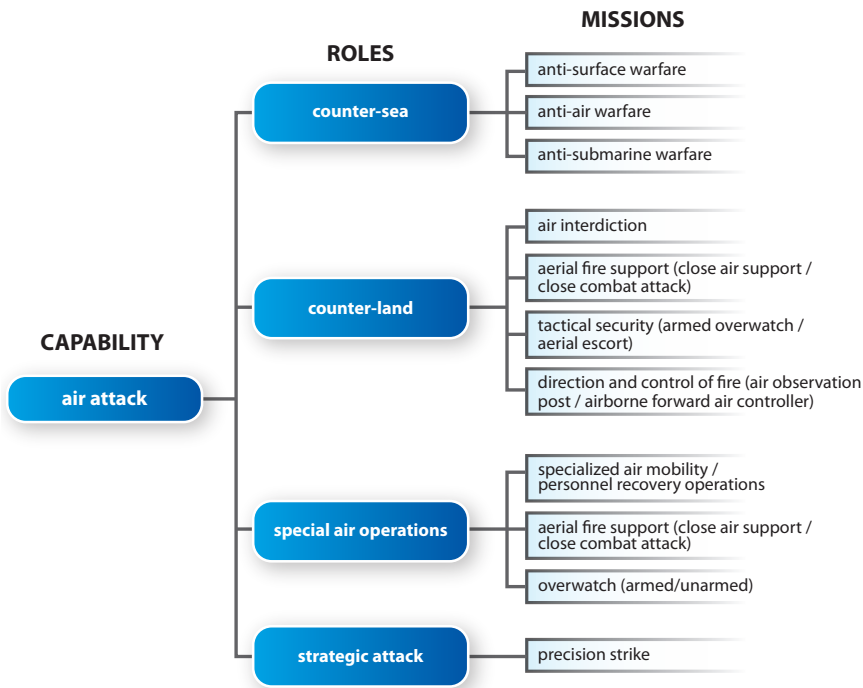 MISSIONS
ROLES
anti-surface warfare
counter-sea
anti-air warfare
anti-submarine warfare
air interdiction
aerial fire support (close air support /
close combat attack)
counter-land
tactical security (armed overwatch /
aerial escort)
CAPABILITY
direction and control of fire (air observation
post / airborne forward air controller)
air attack
specialized air mobility /
personnel recovery operations
special air operations
aerial fire support (close air support /
close combat attack)
overwatch (armed/unarmed)
strategic attack
precision strike